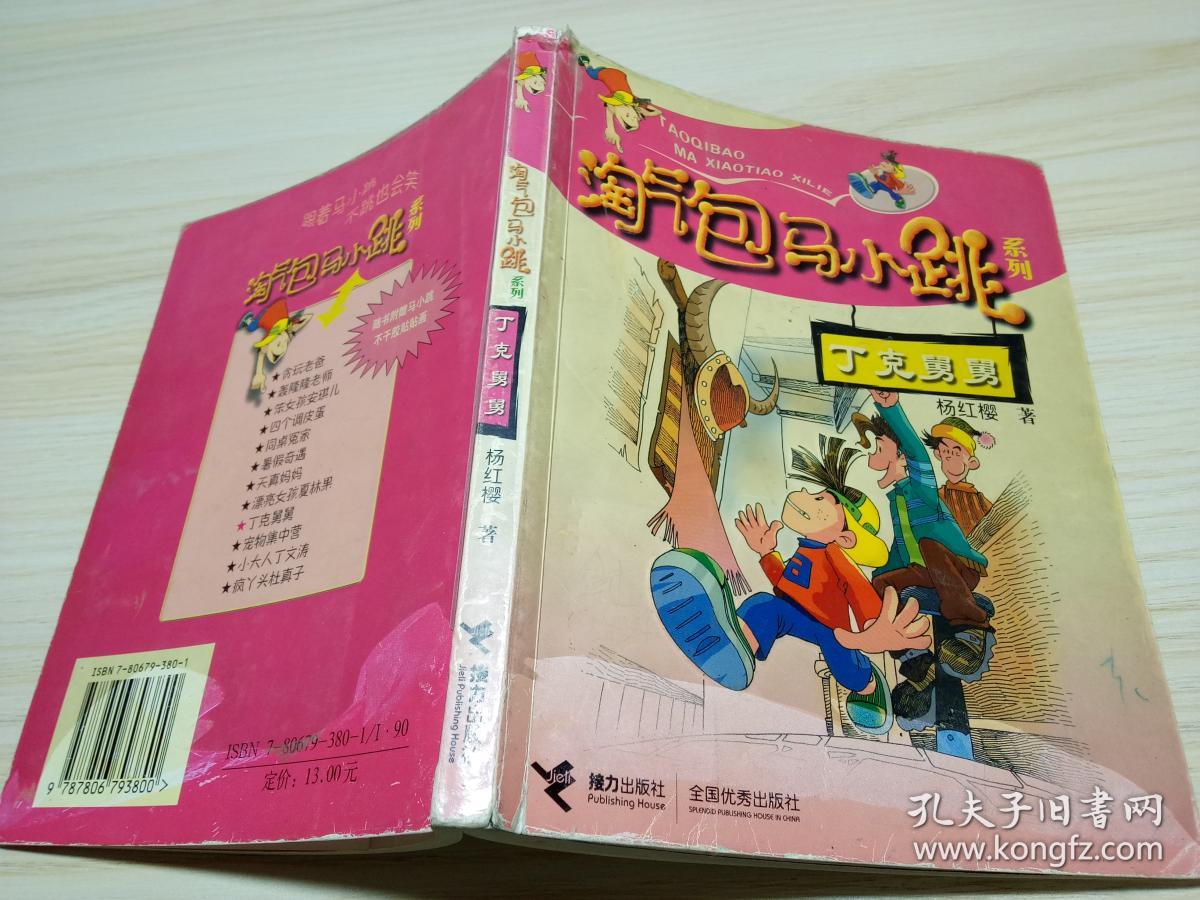 跟着马小跳
不跳也会笑
淘气包马小跳
系列
随书附赠马小跳
不干胶贴贴画
★贪玩老爸
★轰隆隆老师
★笨女孩安琪儿
★四个调皮蛋
★同桌冤家
★暑假奇遇
★天真妈妈
★漂亮女孩夏林果
★丁克舅舅
★宠物集中营
★小大人丁文涛
★疯丫头杜真子
ISBN 7-80679-380-1
9 787806 793800 >
ISBN 7-80679-380-1/I·90
定价：13.00元
淘气包马小跳
系列
丁克舅舅
杨红樱 著
接力出版社
Jieli Publishing House
TAOQIBAO
MA XIAOTIAO XILIE
淘气包马小跳
系列
丁克舅舅
杨红樱 著
Jieli
接力出版社
Publishing House
全国优秀出版社
SPLENDID PUBLISHING HOUSE IN CHINA
孔夫子旧书网
www.kongfz.com